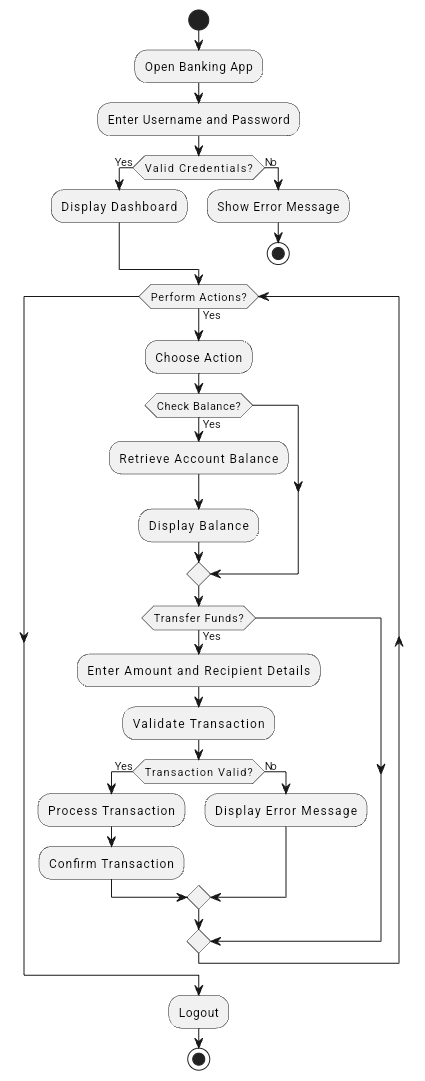 Open Banking App
Enter Username and Password
Yes
Valid Credentials?
No
Display Dashboard
Show Error Message
Perform Actions?
Yes
Choose Action
Check Balance?
Yes
Retrieve Account Balance
Display Balance
Transfer Funds?
Yes
Enter Amount and Recipient Details
Validate Transaction
Yes
Transaction Valid?
No
Process Transaction
Display Error Message
Confirm Transaction
Logout